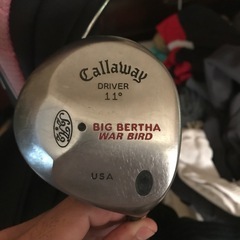 Callaway
DRIVER
11°
BIG BERTHA
WAR BIRD
USA